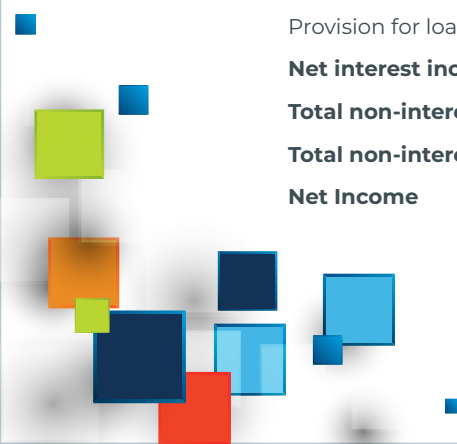 Provision for loa
Net interest inc
Total non-intere
Total non-intere
Net Income